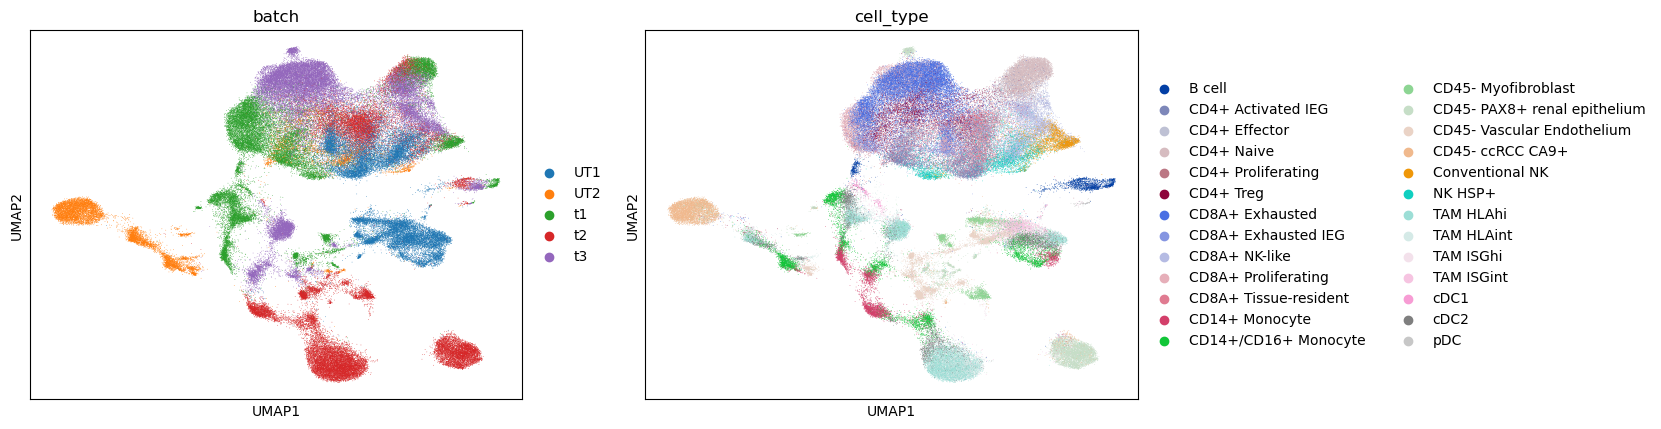 batch
UMAP2
UMAP1
UT1
UT2
t1
t2
t3
cell_type
UMAP2
UMAP1
B cell
CD4+ Activated IEG
CD4+ Effector
CD4+ Naive
CD4+ Proliferating
CD4+ Treg
CD8A+ Exhausted
CD8A+ Exhausted IEG
CD8A+ NK-like
CD8A+ Proliferating
CD8A+ Tissue-resident
CD14+ Monocyte
CD14+/CD16+ Monocyte
CD45- Myofibroblast
CD45- PAX8+ renal epithelium
CD45- Vascular Endothelium
CD45- ccRCC CA9+
Conventional NK
NK HSP+
TAM HLAhi
TAM HLAint
TAM ISGhi
TAM ISGint
cDC1
cDC2
pDC